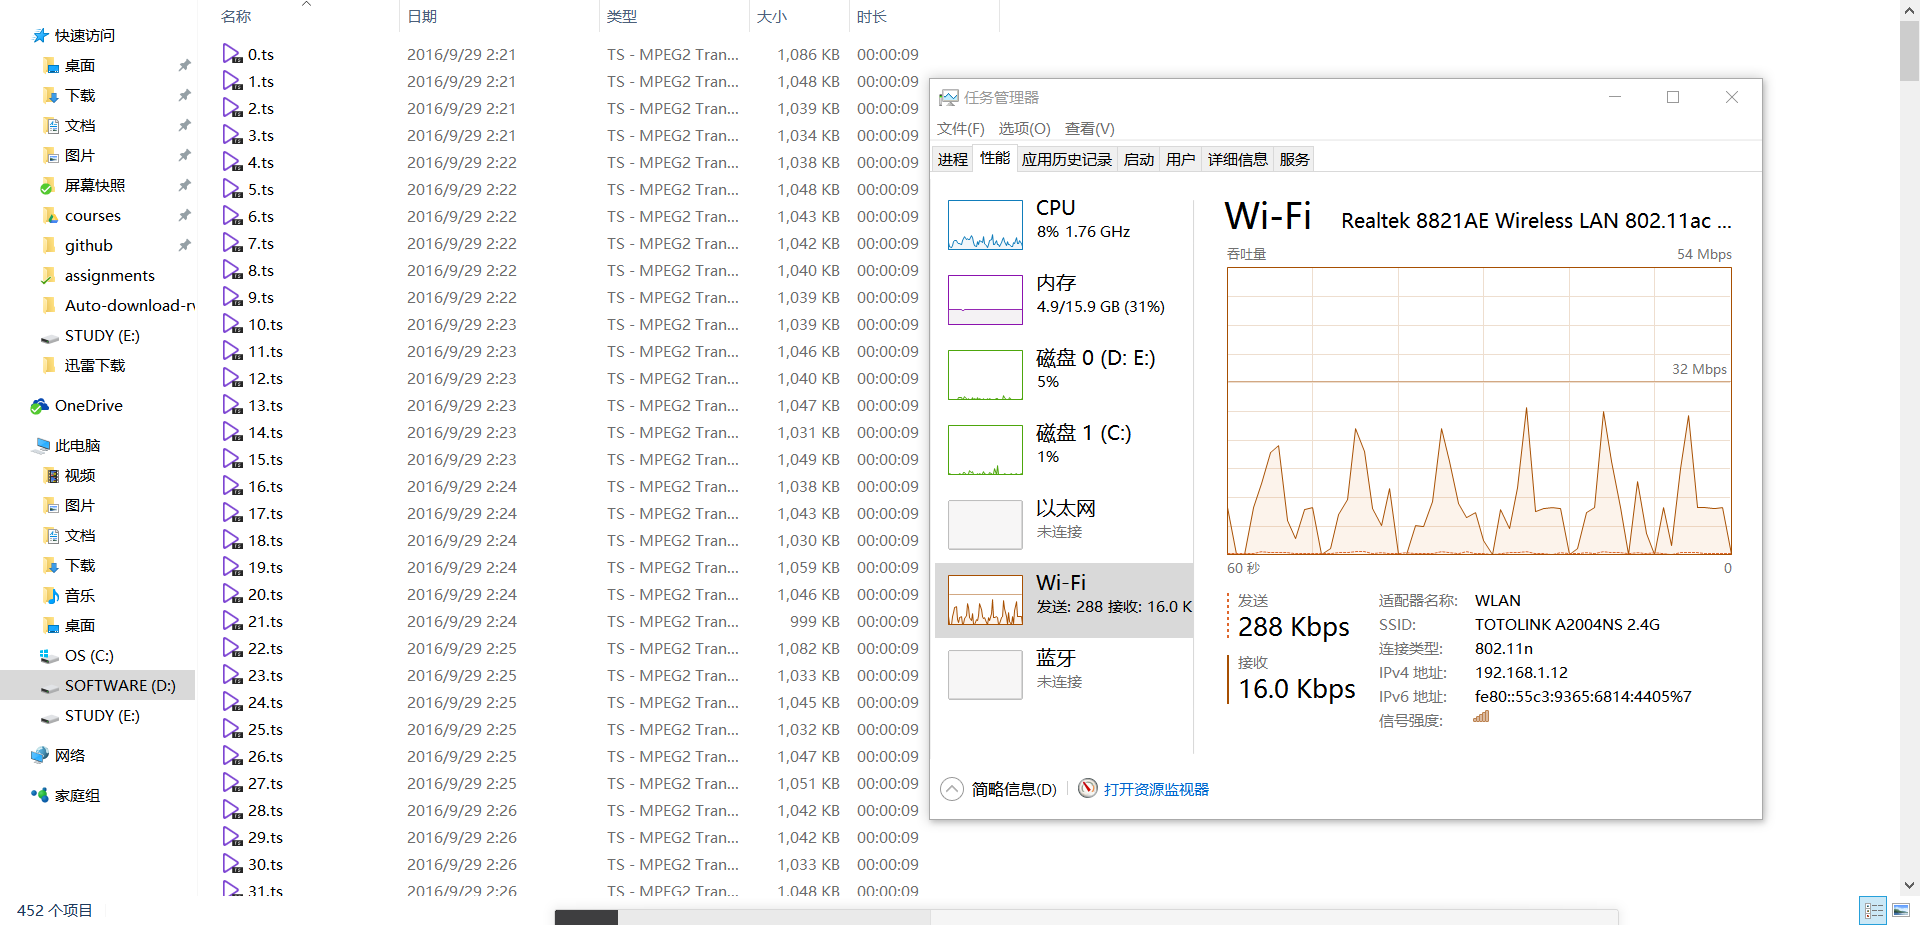 名称 日期 类型 大小 时长
快速访问
桌面
下载
文档
图片
屏幕快照
courses
github
assignments
Auto-download-rv
STUDY (E:)
迅雷下载
OneDrive
此电脑
视频
图片
文档
下载
音乐
桌面
OS (C:)
SOFTWARE (D:)
STUDY (E:)
网络
家庭组
0.ts 2016/9/29 2:21 TS - MPEG2 Tran... 1,086 KB 00:00:09
1.ts 2016/9/29 2:21 TS - MPEG2 Tran... 1,048 KB 00:00:09
2.ts 2016/9/29 2:21 TS - MPEG2 Tran... 1,039 KB 00:00:09
3.ts 2016/9/29 2:21 TS - MPEG2 Tran... 1,034 KB 00:00:09
4.ts 2016/9/29 2:22 TS - MPEG2 Tran... 1,038 KB 00:00:09
5.ts 2016/9/29 2:22 TS - MPEG2 Tran... 1,048 KB 00:00:09
6.ts 2016/9/29 2:22 TS - MPEG2 Tran... 1,043 KB 00:00:09
7.ts 2016/9/29 2:22 TS - MPEG2 Tran... 1,042 KB 00:00:09
8.ts 2016/9/29 2:22 TS - MPEG2 Tran... 1,040 KB 00:00:09
9.ts 2016/9/29 2:22 TS - MPEG2 Tran... 1,039 KB 00:00:09
10.ts 2016/9/29 2:23 TS - MPEG2 Tran... 1,039 KB 00:00:09
11.ts 2016/9/29 2:23 TS - MPEG2 Tran... 1,046 KB 00:00:09
12.ts 2016/9/29 2:23 TS - MPEG2 Tran... 1,040 KB 00:00:09
13.ts 2016/9/29 2:23 TS - MPEG2 Tran... 1,047 KB 00:00:09
14.ts 2016/9/29 2:23 TS - MPEG2 Tran... 1,031 KB 00:00:09
15.ts 2016/9/29 2:23 TS - MPEG2 Tran... 1,049 KB 00:00:09
16.ts 2016/9/29 2:24 TS - MPEG2 Tran... 1,038 KB 00:00:09
17.ts 2016/9/29 2:24 TS - MPEG2 Tran... 1,043 KB 00:00:09
18.ts 2016/9/29 2:24 TS - MPEG2 Tran... 1,030 KB 00:00:09
19.ts 2016/9/29 2:24 TS - MPEG2 Tran... 1,059 KB 00:00:09
20.ts 2016/9/29 2:24 TS - MPEG2 Tran... 1,046 KB 00:00:09
21.ts 2016/9/29 2:24 TS - MPEG2 Tran... 999 KB 00:00:09
22.ts 2016/9/29 2:25 TS - MPEG2 Tran... 1,082 KB 00:00:09
23.ts 2016/9/29 2:25 TS - MPEG2 Tran... 1,033 KB 00:00:09
24.ts 2016/9/29 2:25 TS - MPEG2 Tran... 1,045 KB 00:00:09
25.ts 2016/9/29 2:25 TS - MPEG2 Tran... 1,032 KB 00:00:09
26.ts 2016/9/29 2:25 TS - MPEG2 Tran... 1,047 KB 00:00:09
27.ts 2016/9/29 2:25 TS - MPEG2 Tran... 1,051 KB 00:00:09
28.ts 2016/9/29 2:26 TS - MPEG2 Tran... 1,042 KB 00:00:09
29.ts 2016/9/29 2:26 TS - MPEG2 Tran... 1,042 KB 00:00:09
30.ts 2016/9/29 2:26 TS - MPEG2 Tran... 1,033 KB 00:00:09
31.ts 2016/9/29 2:26 TS - MPEG2 Tran... 1,048 KB 00:00:09
452 个项目
任务管理器
文件(F) 选项(O) 查看(V)
进程 性能 应用历史记录 启动 用户 详细信息 服务
CPU
8% 1.76 GHz
内存
4.9/15.9 GB (31%)
磁盘 0 (D: E:)
5%
磁盘 1 (C:)
1%
以太网
未连接
Wi-Fi
发送: 288 接收: 16.0 K
蓝牙
未连接
Wi-Fi Realtek 8821AE Wireless LAN 802.11ac ...
吞吐量 54 Mbps
32 Mbps
60 秒 0
发送
288 Kbps
接收
16.0 Kbps
适配器名称: WLAN
SSID: TOTOLINK A2004NS 2.4G
连接类型: 802.11n
IPv4 地址: 192.168.1.12
IPv6 地址: fe80::55c3:9365:6814:4405%7
信号强度:
简略信息(D) 打开资源监视器